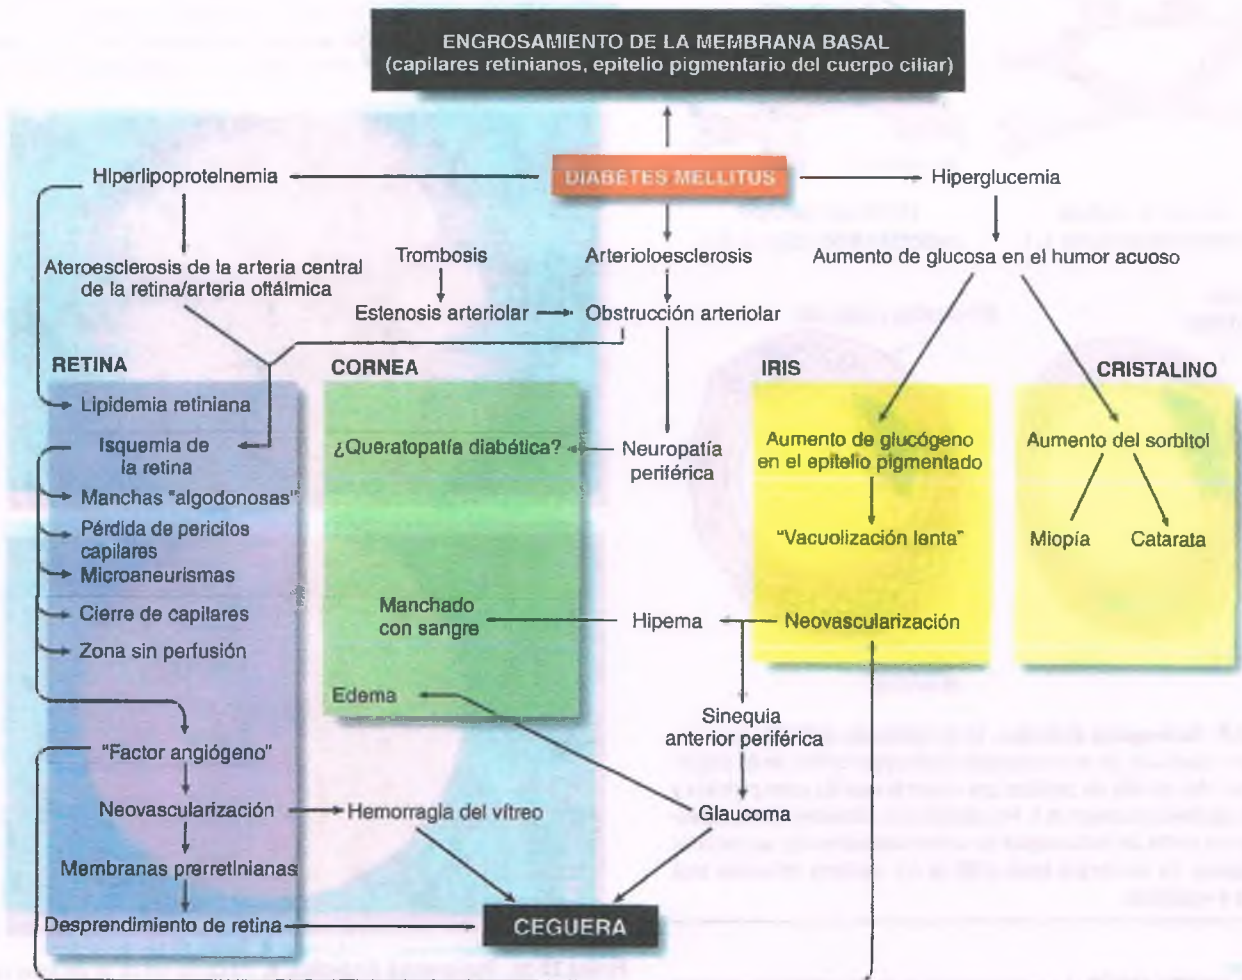 ENGROSAMIENTO DE LA MEMBRANA BASAL
(capilares retinianos, epitelio pigmentario del cuerpo ciliar)
Hiperlipoproteinemia
DIABETES MELLITUS
Hiperglucemia
Ateroesclerosis de la arteria central
de la retina/arteria oftálmica
Trombosis
Arterioloesclerosis
Aumento de glucosa en el humor acuoso
Estenosis arteriolar
Obstrucción arteriolar
RETINA
Lipidemia retiniana
Isquemia de
la retina
Manchas "algodonosas"
Pérdida de pericitos
capilares
Microaneurismas
Cierre de capilares
Zona sin perfusión
"Factor angiógeno"
Neovascularización
Membranas prerretinianas
Desprendimiento de retina
CORNEA
¿Queratopatía diabética?
Neuropatía
periférica
Manchado
con sangre
Hipema
Edema
Sinequia
anterior periférica
Hemorragia del vítreo
Glaucoma
CEGUERA
IRIS
Aumento de glucógeno
en el epitelio pigmentado
"Vacuolización lenta"
Neovascularización
CRISTALINO
Aumento del sorbitol
Miopía
Catarata